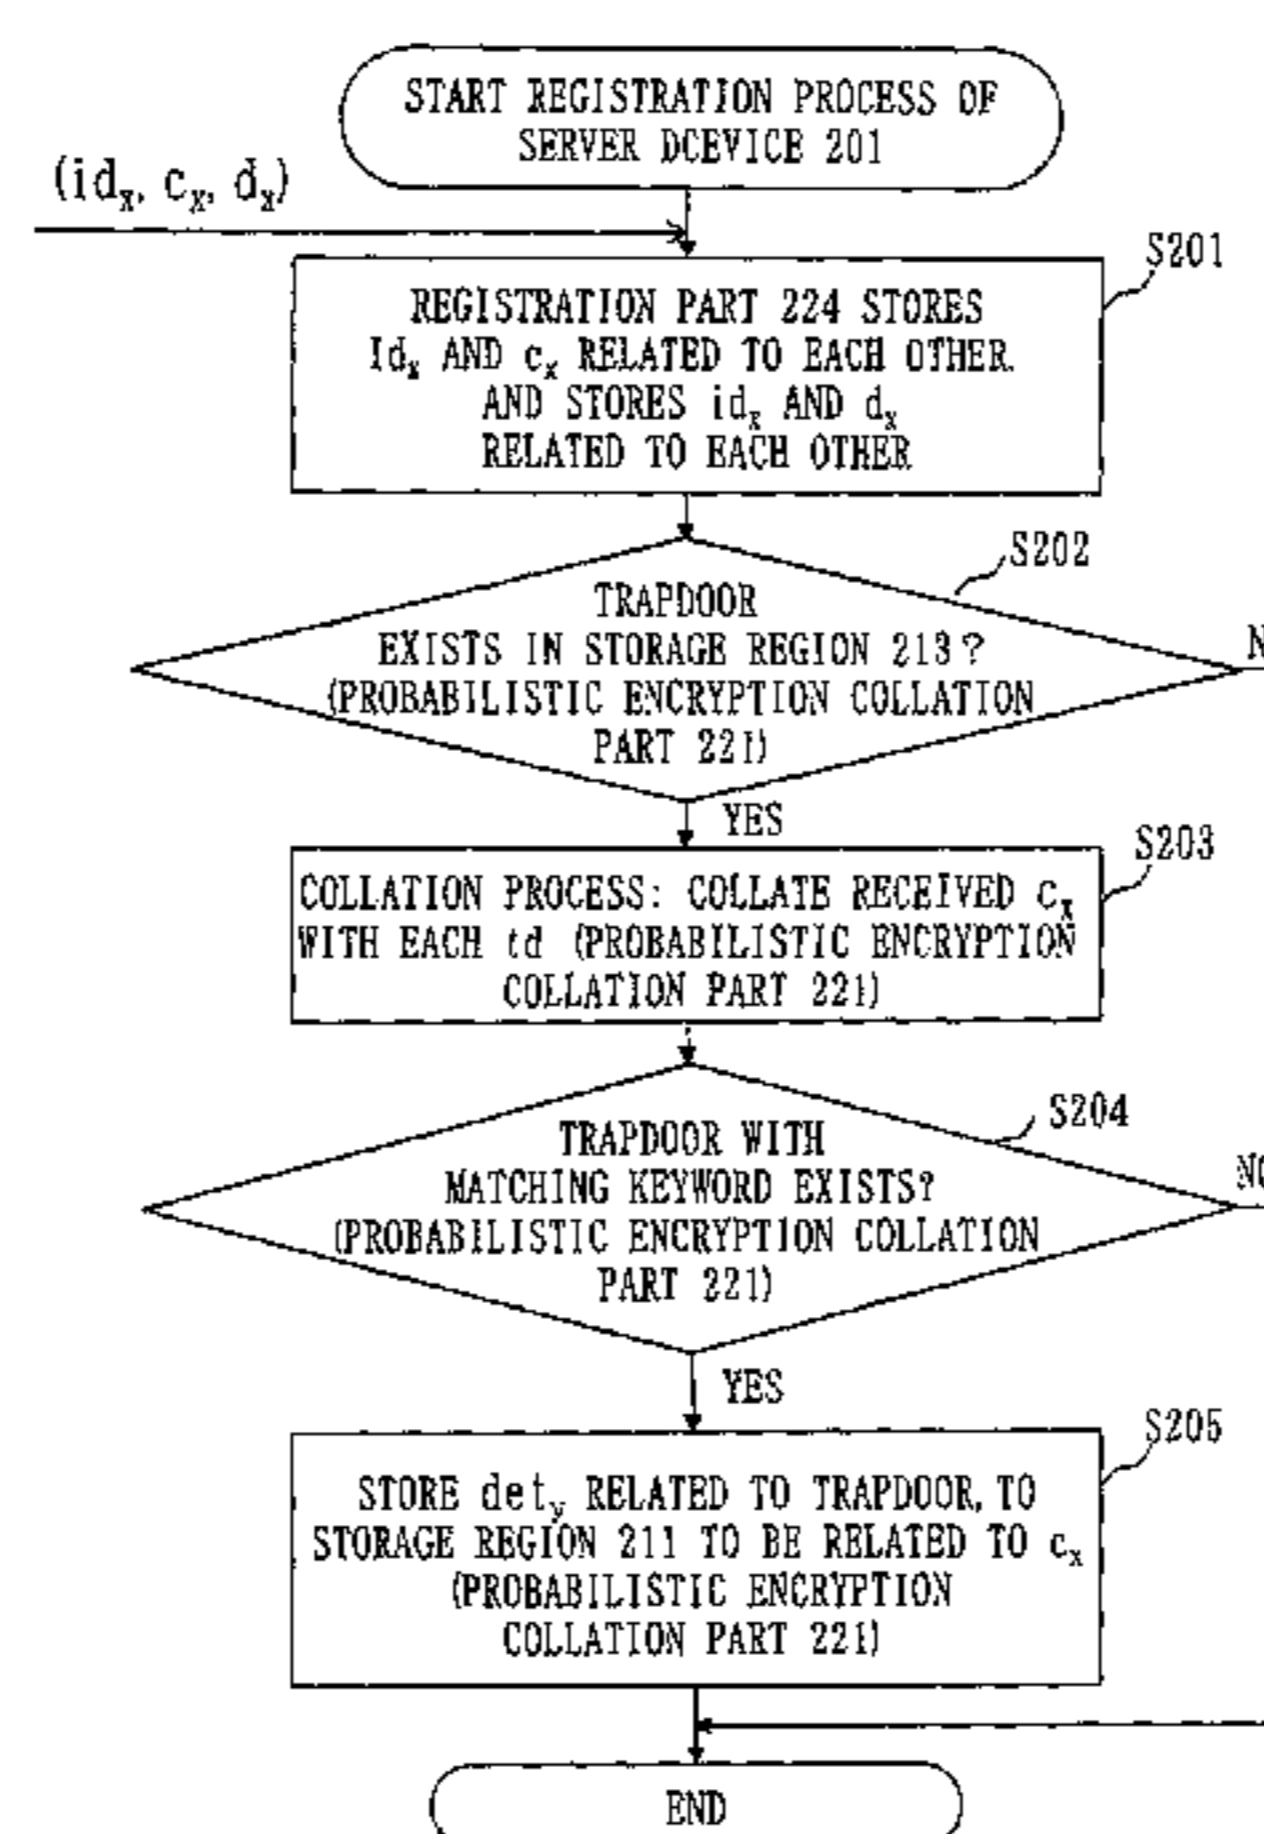 START REGISTRATION PROCESS OF
SERVER DCEVICE 201
(idx, cx, dx)
S201
REGISTRATION PART 224 STORES
Idx AND cx RELATED TO EACH OTHER.
AND STORES idx AND dx
RELATED TO EACH OTHER
S202
TRAPDOOR
EXISTS IN STORAGE REGION 213?
(PROBABILISTIC ENCRYPTION COLLATION
PART 221)
YES
S203
COLLATION PROCESS: COLLATE RECEIVED cx
WITH EACH td (PROBABILISTIC ENCRYPTION
COLLATION PART 221)
S204
TRAPDOOR WITH
MATCHING KEYWORD EXISTS?
(PROBABILISTIC ENCRYPTION COLLATION
PART 221)
NO
YES
S205
STORE dety RELATED TO TRAPDOOR, TO
STORAGE REGION 211 TO BE RELATED TO cx
(PROBABILISTIC ENCRYPTION
COLLATION PART 221)
END